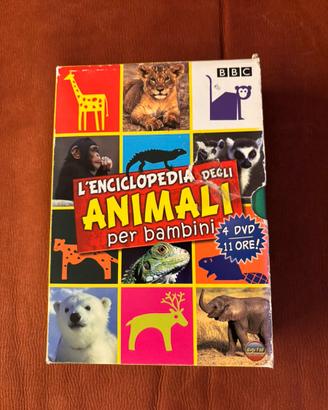 BBC
L'ENCICLOPEDIA DEGLI
ANIMALI
per bambini
4 DVD
11 ORE!